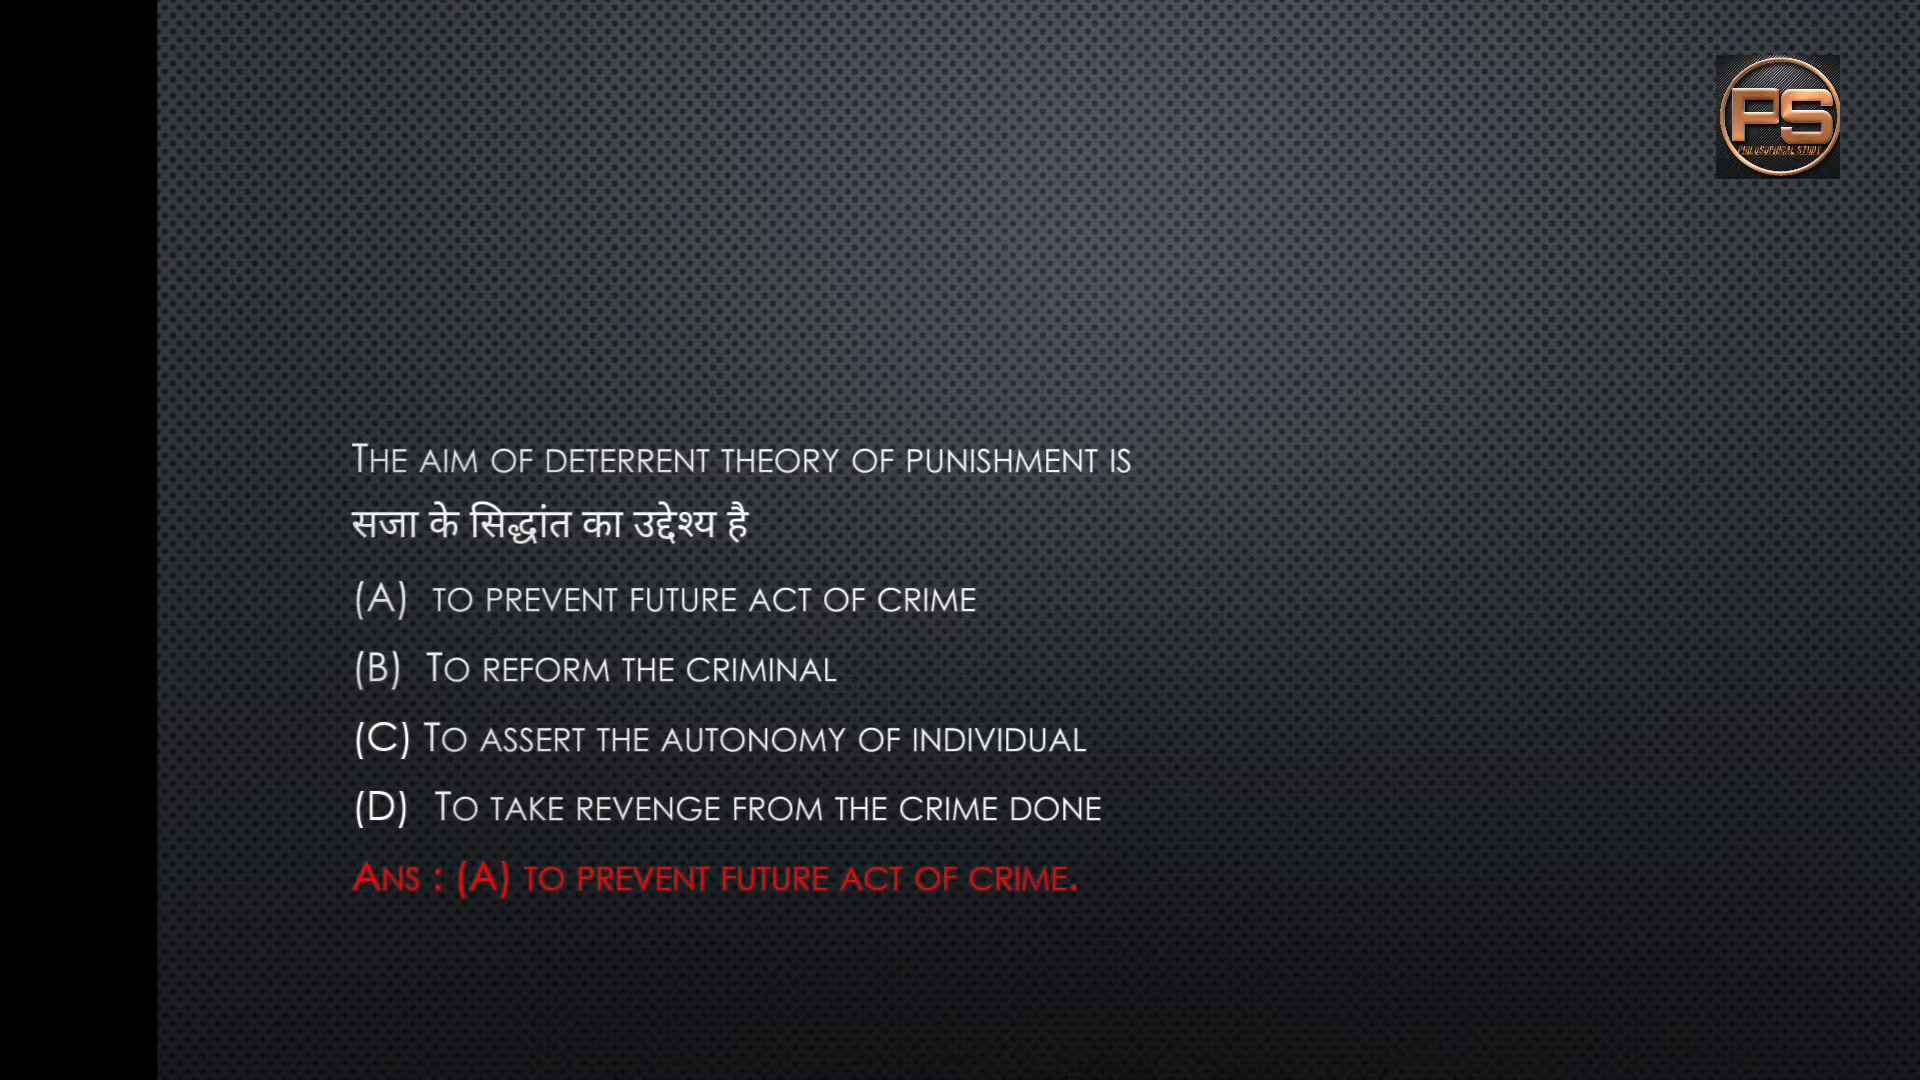 PS
PHILOSOPHICAL STUDY
The aim of deterrent theory of punishment is
सजा के सिद्धांत का उद्देश्य है
(A) to prevent future act of crime
(B) To reform the criminal
(C) To assert the autonomy of individual
(D) To take revenge from the crime done
Ans : (A) to prevent future act of crime.